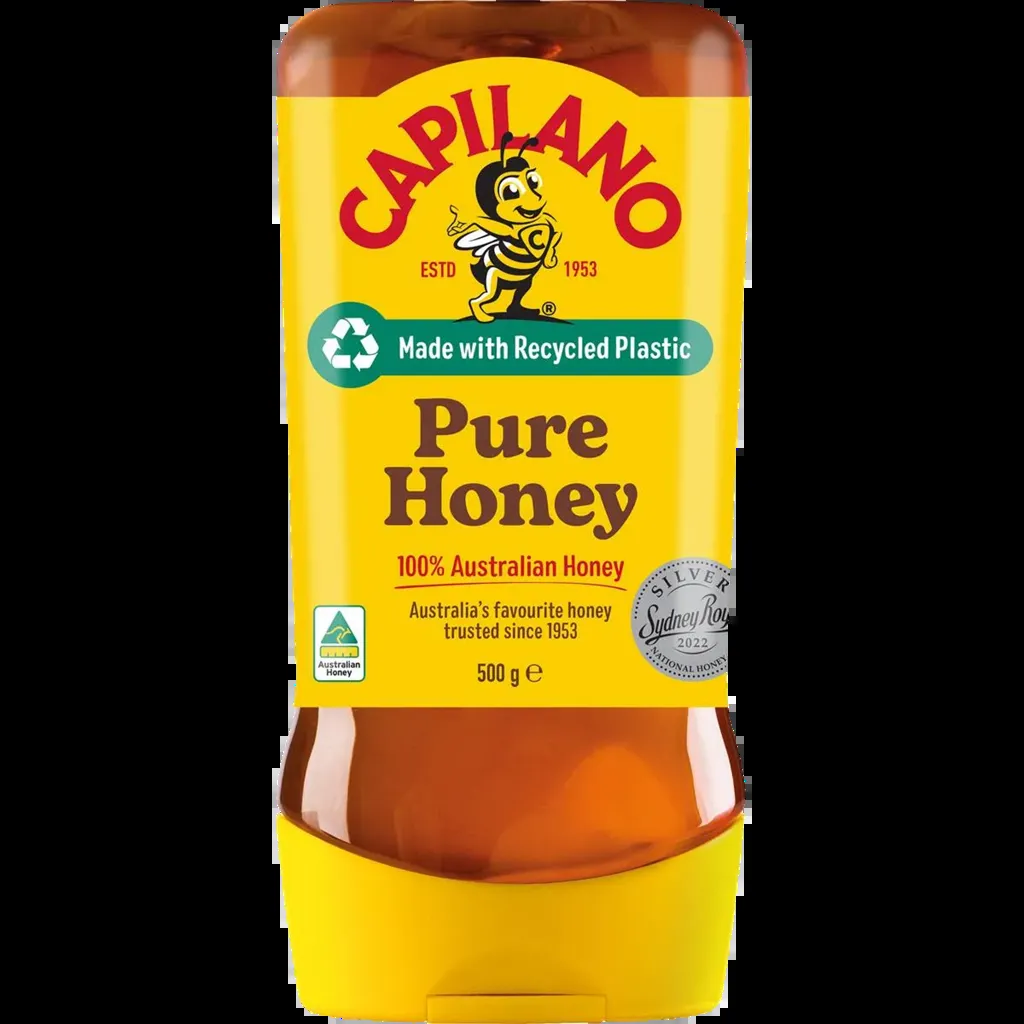 CAPILANO
C
ESTD 1953
®
Made with Recycled Plastic
Pure
Honey
100% Australian Honey
Australia's favourite honey
trusted since 1953
500 g ℮
Australian
Honey
SILVER
Sydney Roy
2022
NATIONAL HONEY